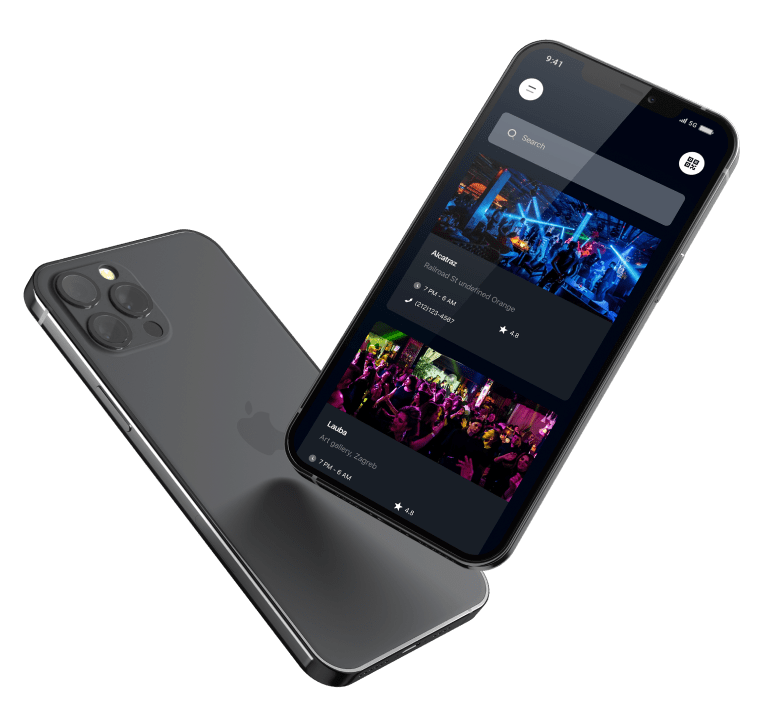 9:41
5G
Search
Alcatraz
Railroad St undefined Orange
7 PM - 6 AM
(212)123-4567
4.8
Lauba
Art gallery, Zagreb
7 PM - 6 AM
4.8